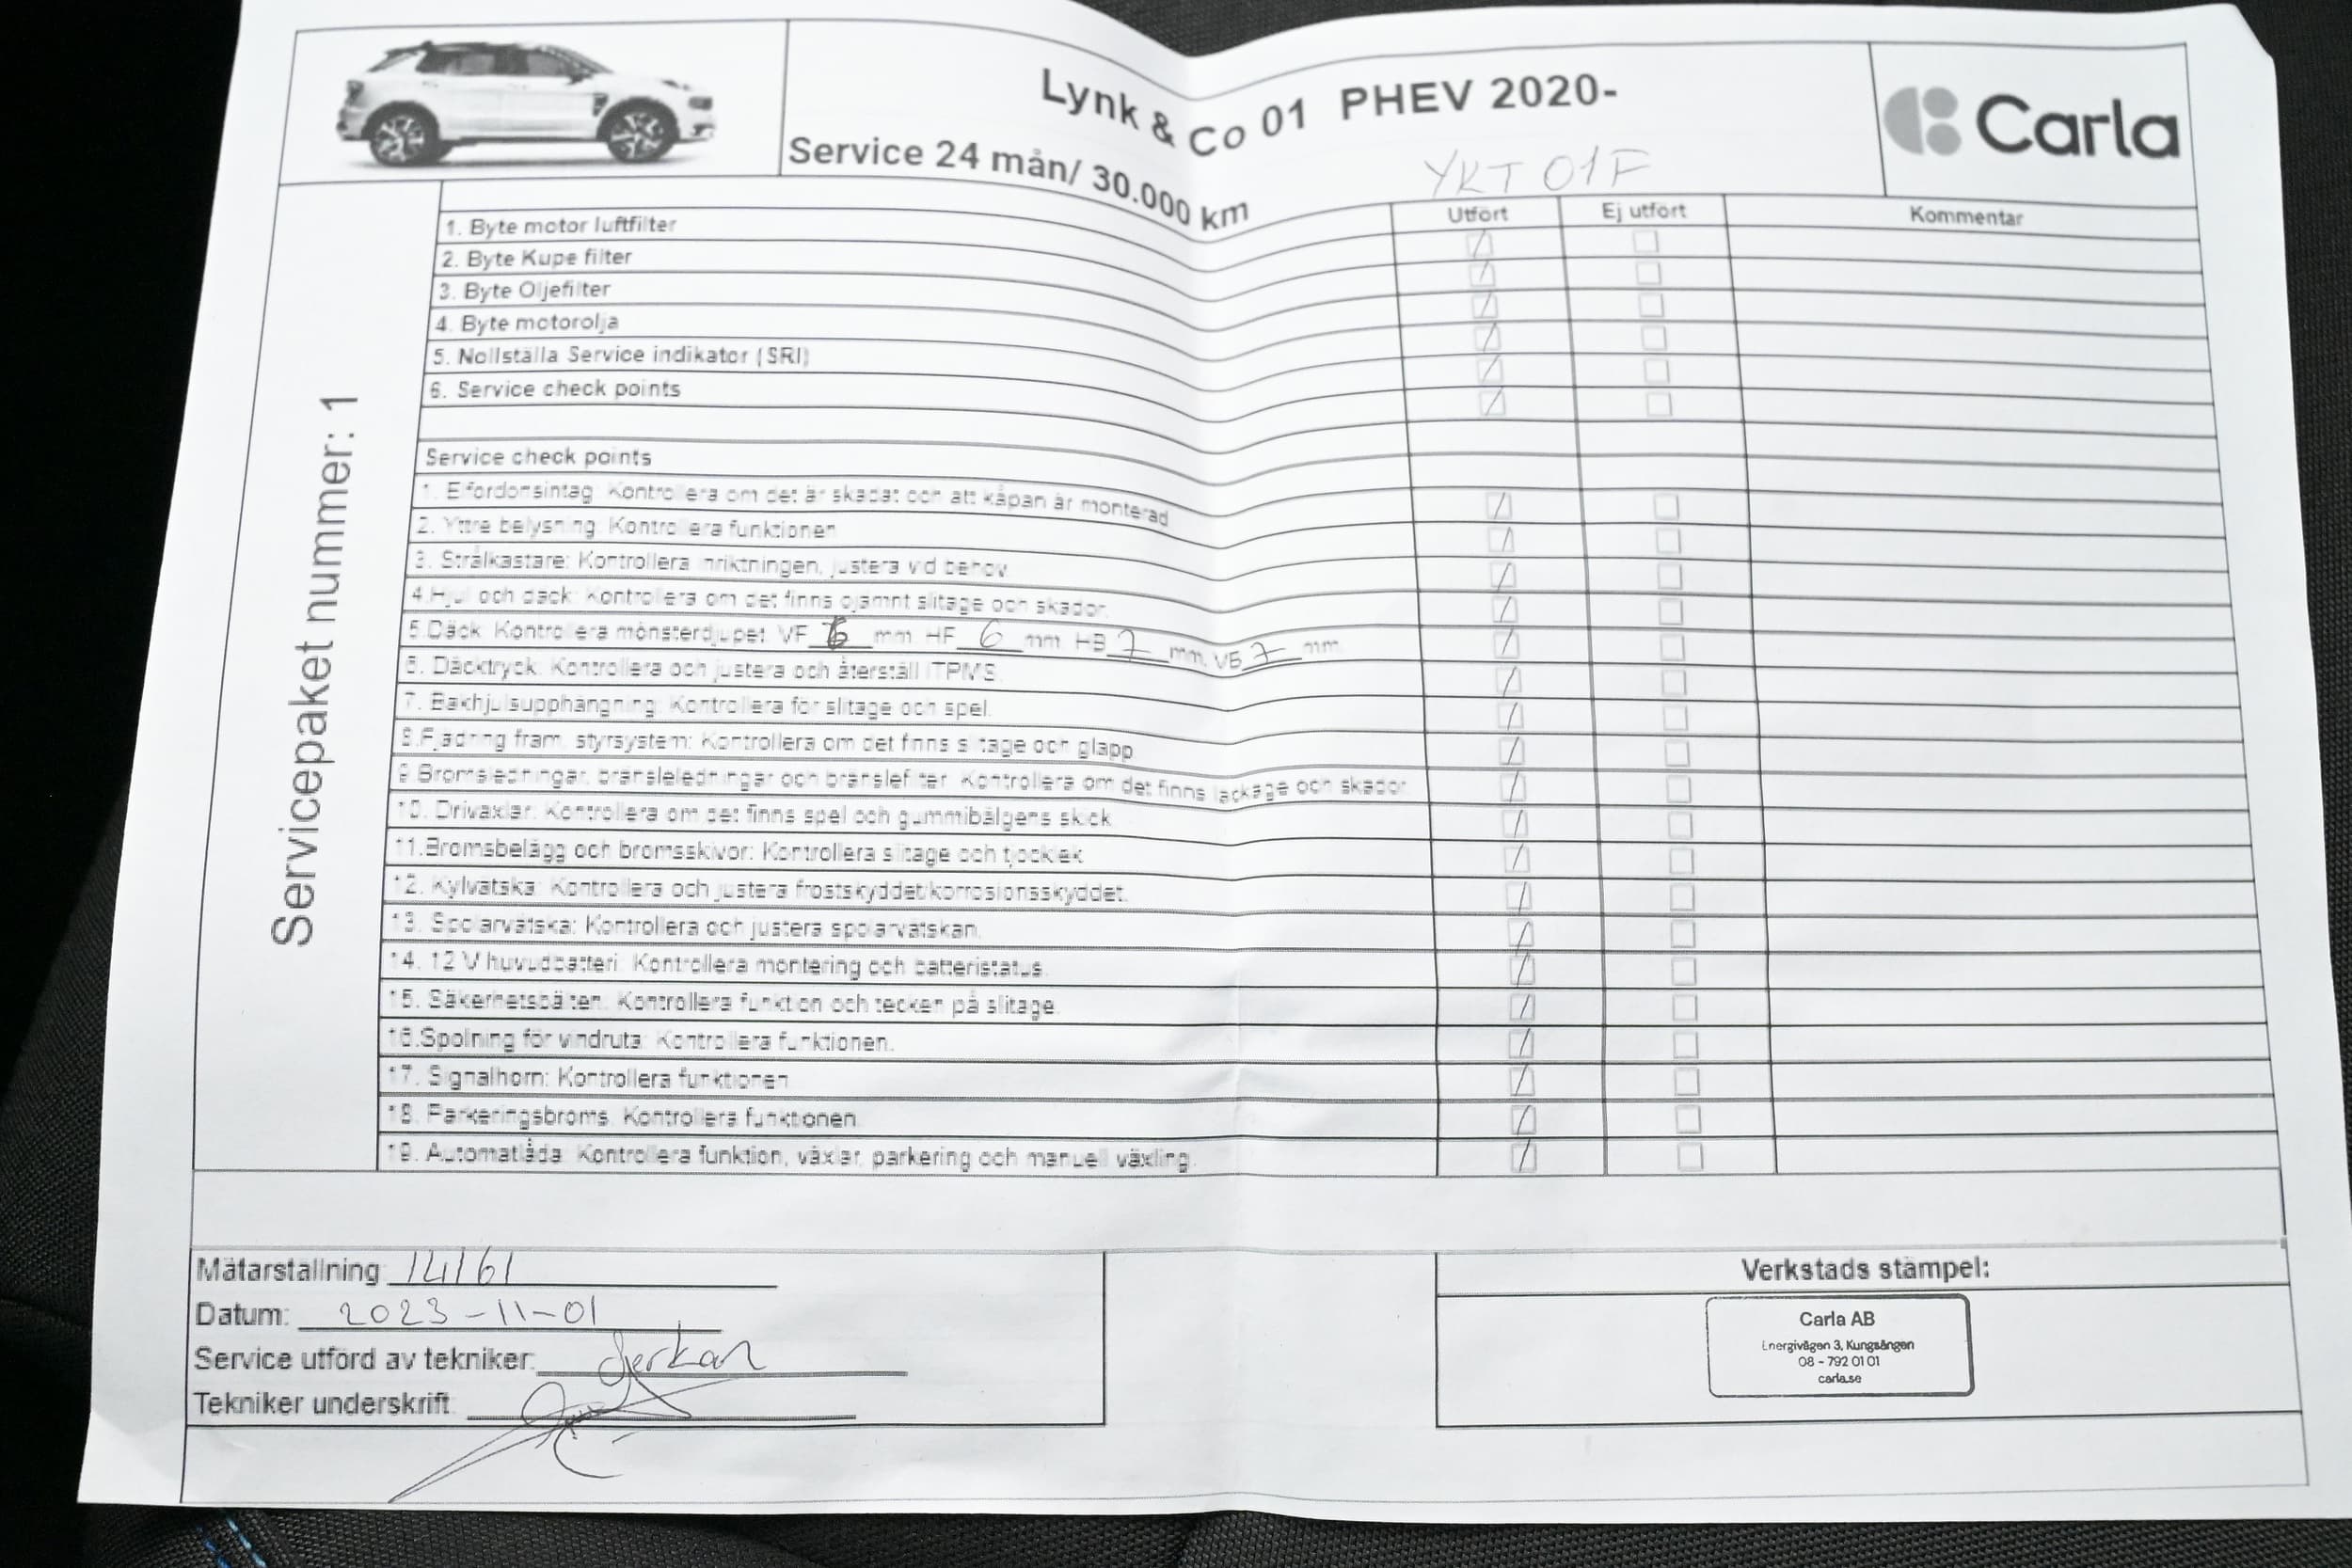 Lynk & Co 01 PHEV 2020-
Carla
Service 24 mån/ 30.000 km
YKT 01F
Utfört Ej utfört Kommentar
Servicepaket nummer: 1
1. Byte motor luftfilter
2. Byte Kupe filter
3. Byte Oljefilter
4. Byte motorolja
5. Nollställa Service indikator (SRI)
6. Service check points
Service check points
1. Elfordonsintag: Kontrollera om det är skadat och att kåpan är monterad
2. Yttre belysning: Kontrollera funktionen
3. Strålkastare: Kontrollera inriktningen, justera vid behov
4.Hjul och däck: Kontrollera om det finns ojämnt slitage och skador.
5.Däck: Kontrollera mönsterdjupet VF 6 mm HF 6 mm HB 7 mm, VB 7 mm
6. Däcktryck: Kontrollera och justera och återställ ITPMS.
7. Bakhjulsupphängning: Kontrollera för slitage och spel.
8.Fjädring fram, styrsystem: Kontrollera om det finns slitage och glapp
9.Bromsledningar, bränsleledningar och bränslefilter: Kontrollera om det finns läckage och skador
10. Drivaxlar: Kontrollera om det finns spel och gummibälgens skick
11.Bromsbelägg och bromsskivor: Kontrollera slitage och tjocklek
12. Kylvätska: Kontrollera och justera frostskyddet/korrosionsskyddet.
13. Spolarvätska: Kontrollera och justera spolarvätskan.
14. 12 V huvudbatteri: Kontrollera montering och batteristatus.
15. Säkerhetsbälten: Kontrollera funktion och tecken på slitage.
16.Spolning för vindruta: Kontrollera funktionen.
17. Signalhorn: Kontrollera funktionen
18. Parkeringsbroms. Kontrollera funktionen.
19. Automatlåda: Kontrollera funktion, växlar, parkering och manuell växling.
Mätarställning 14161
Datum: 2023-11-01
Service utförd av tekniker:
Tekniker underskrift:
Verkstads stämpel:
Carla AB
Energivägen 3, Kungsängen
08 - 792 01 01
carla.se